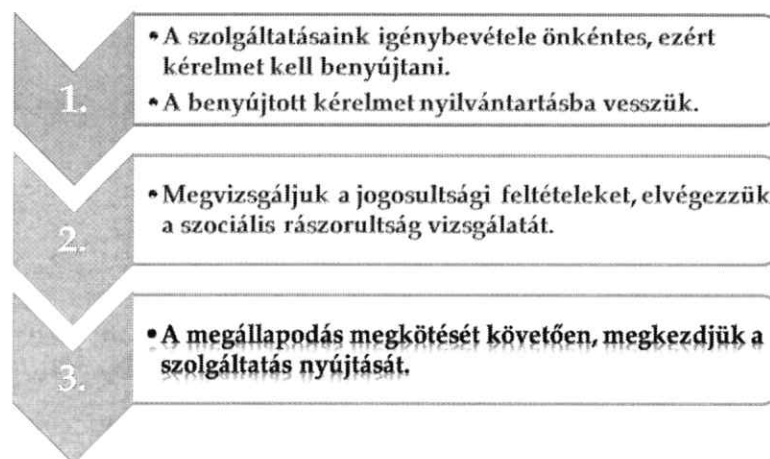 1.
• A szolgáltatásaink igénybevétele önkéntes, ezért
kérelmet kell benyújtani.
• A benyújtott kérelmet nyilvántartásba vesszük.
2.
• Megvizsgáljuk a jogosultsági feltételeket, elvégezzük
a szociális rászorultság vizsgálatát.
3.
• A megállapodás megkötését követően, megkezdjük a
szolgáltatás nyújtását.